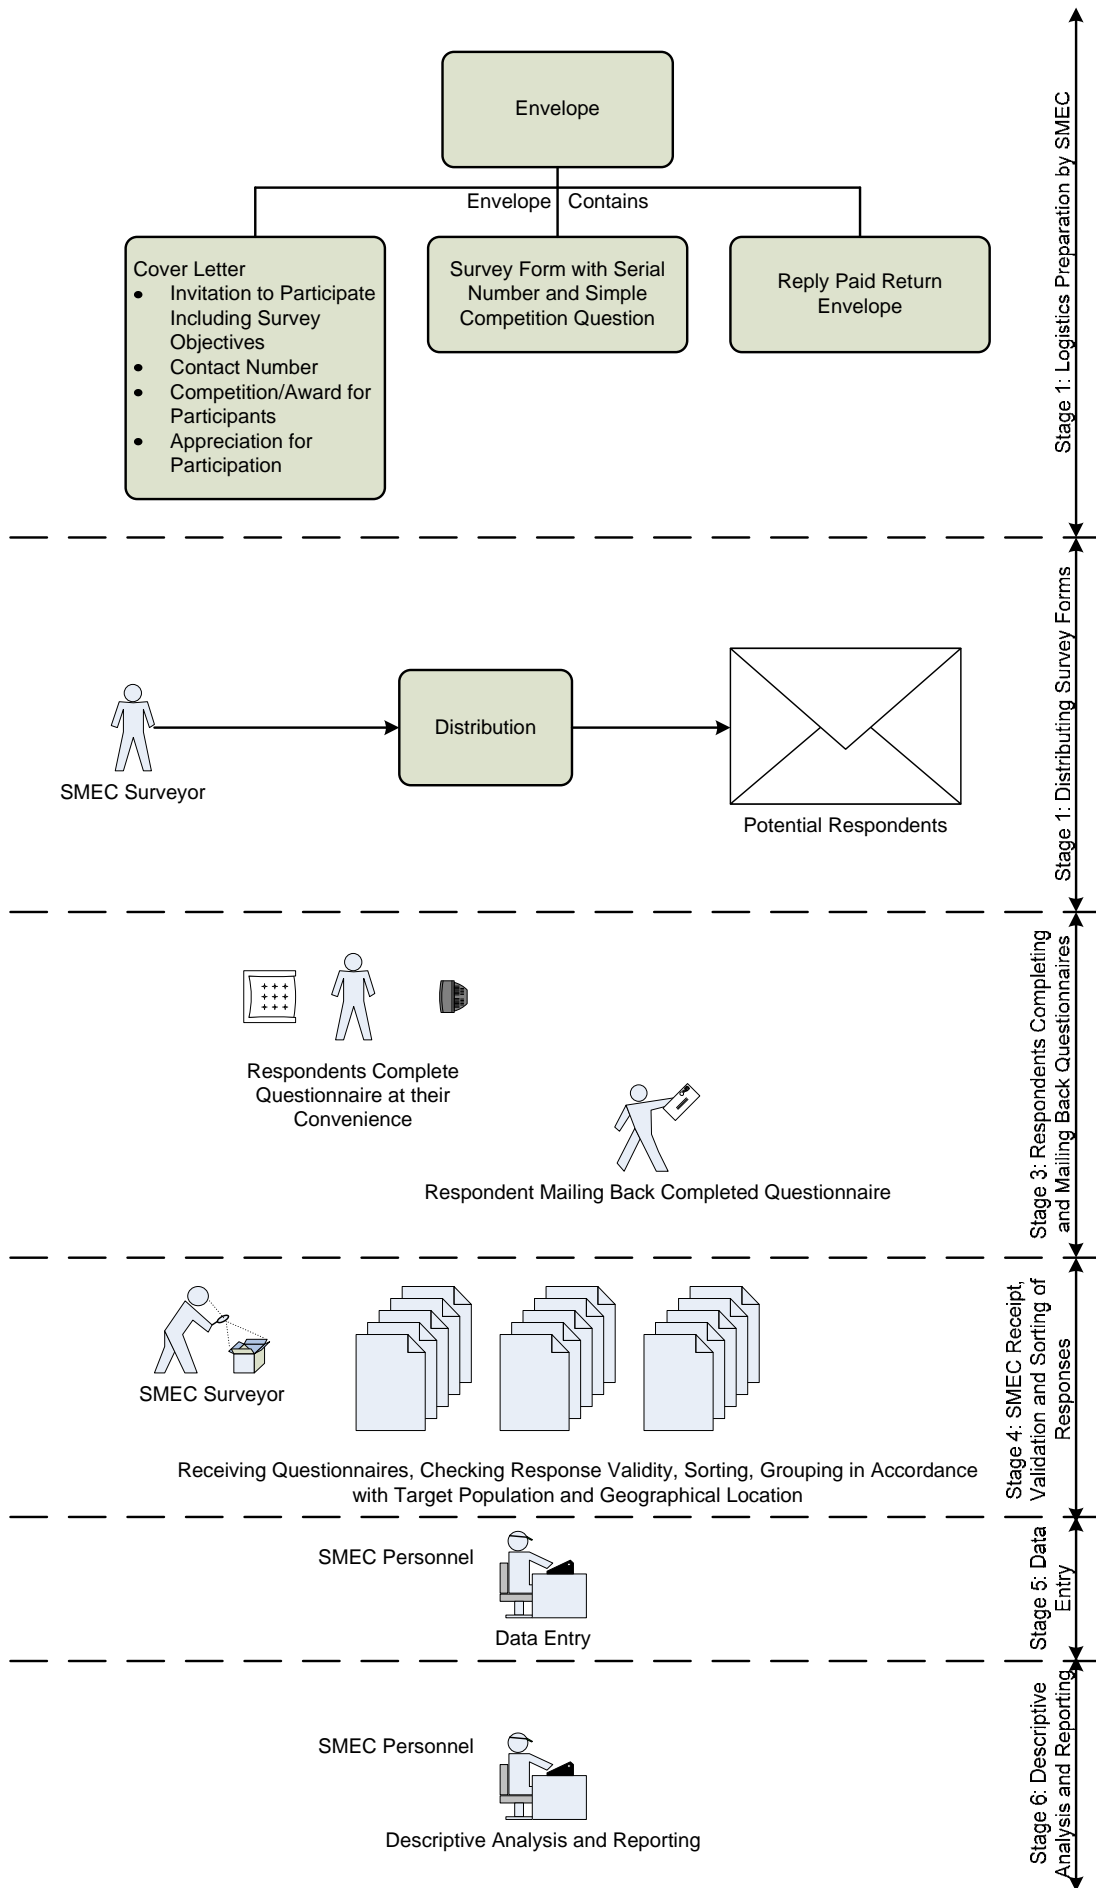 Envelope
Envelope Contains
Cover Letter
• Invitation to Participate
Including Survey
Objectives
• Contact Number
• Competition/Award for
Participants
• Appreciation for
Participation
Survey Form with Serial
Number and Simple
Competition Question
Reply Paid Return
Envelope
Stage 1: Logistics Preparation by SMEC
SMEC Surveyor
Distribution
Potential Respondents
Stage 1: Distributing Survey Forms
Respondents Complete
Questionnaire at their
Convenience
Respondent Mailing Back Completed Questionnaire
Stage 3: Respondents Completing
and Mailing Back Questionnaires
SMEC Surveyor
Receiving Questionnaires, Checking Response Validity, Sorting, Grouping in Accordance
with Target Population and Geographical Location
Stage 4: SMEC Receipt,
Validation and Sorting of
Responses
SMEC Personnel
Data Entry
Stage 5: Data
Entry
SMEC Personnel
Descriptive Analysis and Reporting
Stage 6: Descriptive
Analysis and Reporting